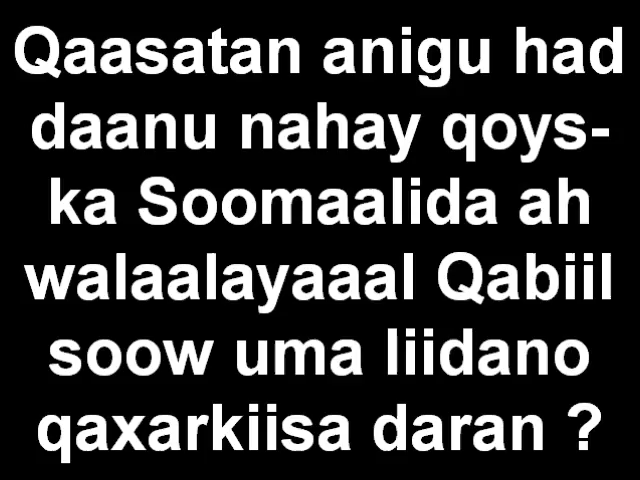 Qaasatan anigu had
daanu nahay qoys-
ka Soomaalida ah
walaalayaaal Qabiil
soow uma liidano
qaxarkiisa daran ?